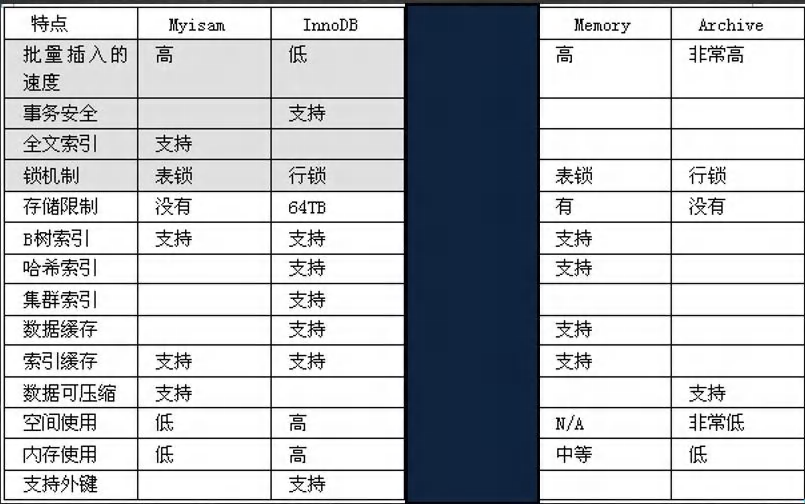 特点 Myisam InnoDB Memory Archive
批量插入的 高 低 高 非常高
速度
事务安全 支持
全文索引 支持
锁机制 表锁 行锁 表锁 行锁
存储限制 没有 64TB 有 没有
B树索引 支持 支持 支持
哈希索引 支持 支持
集群索引 支持
数据缓存 支持 支持
索引缓存 支持 支持 支持
数据可压缩 支持 支持
空间使用 低 高 N/A 非常低
内存使用 低 高 中等 低
支持外键 支持